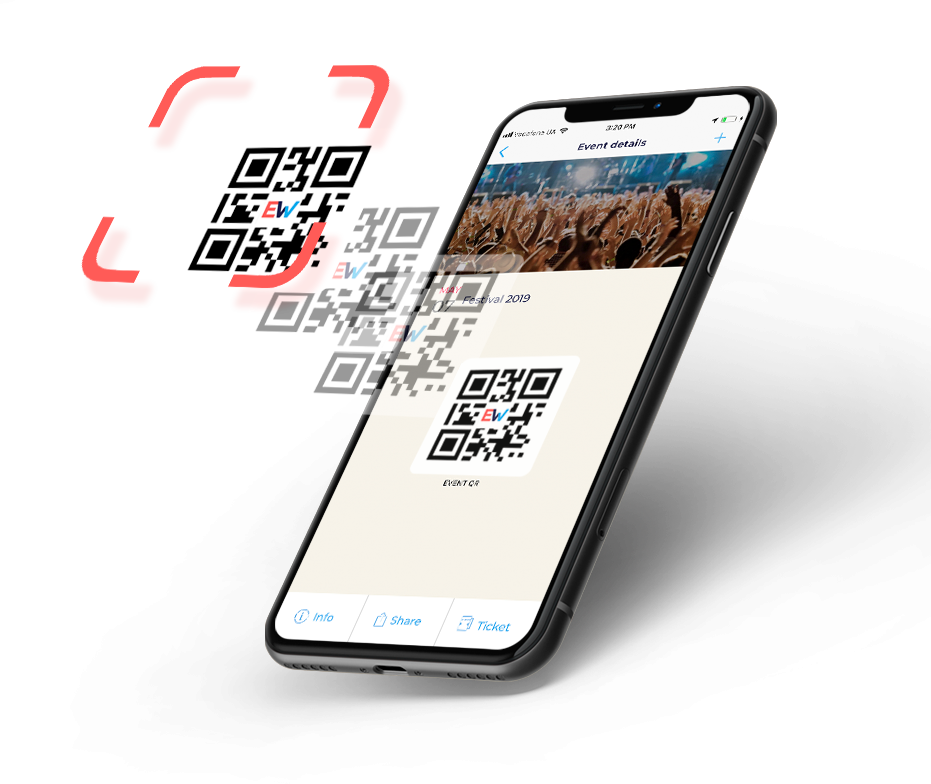 Vodafone UA 3:20 PM
Event details
EW
EW
MAY
07 Festival 2019
EW
EW
EVENT QR
Info Share Ticket